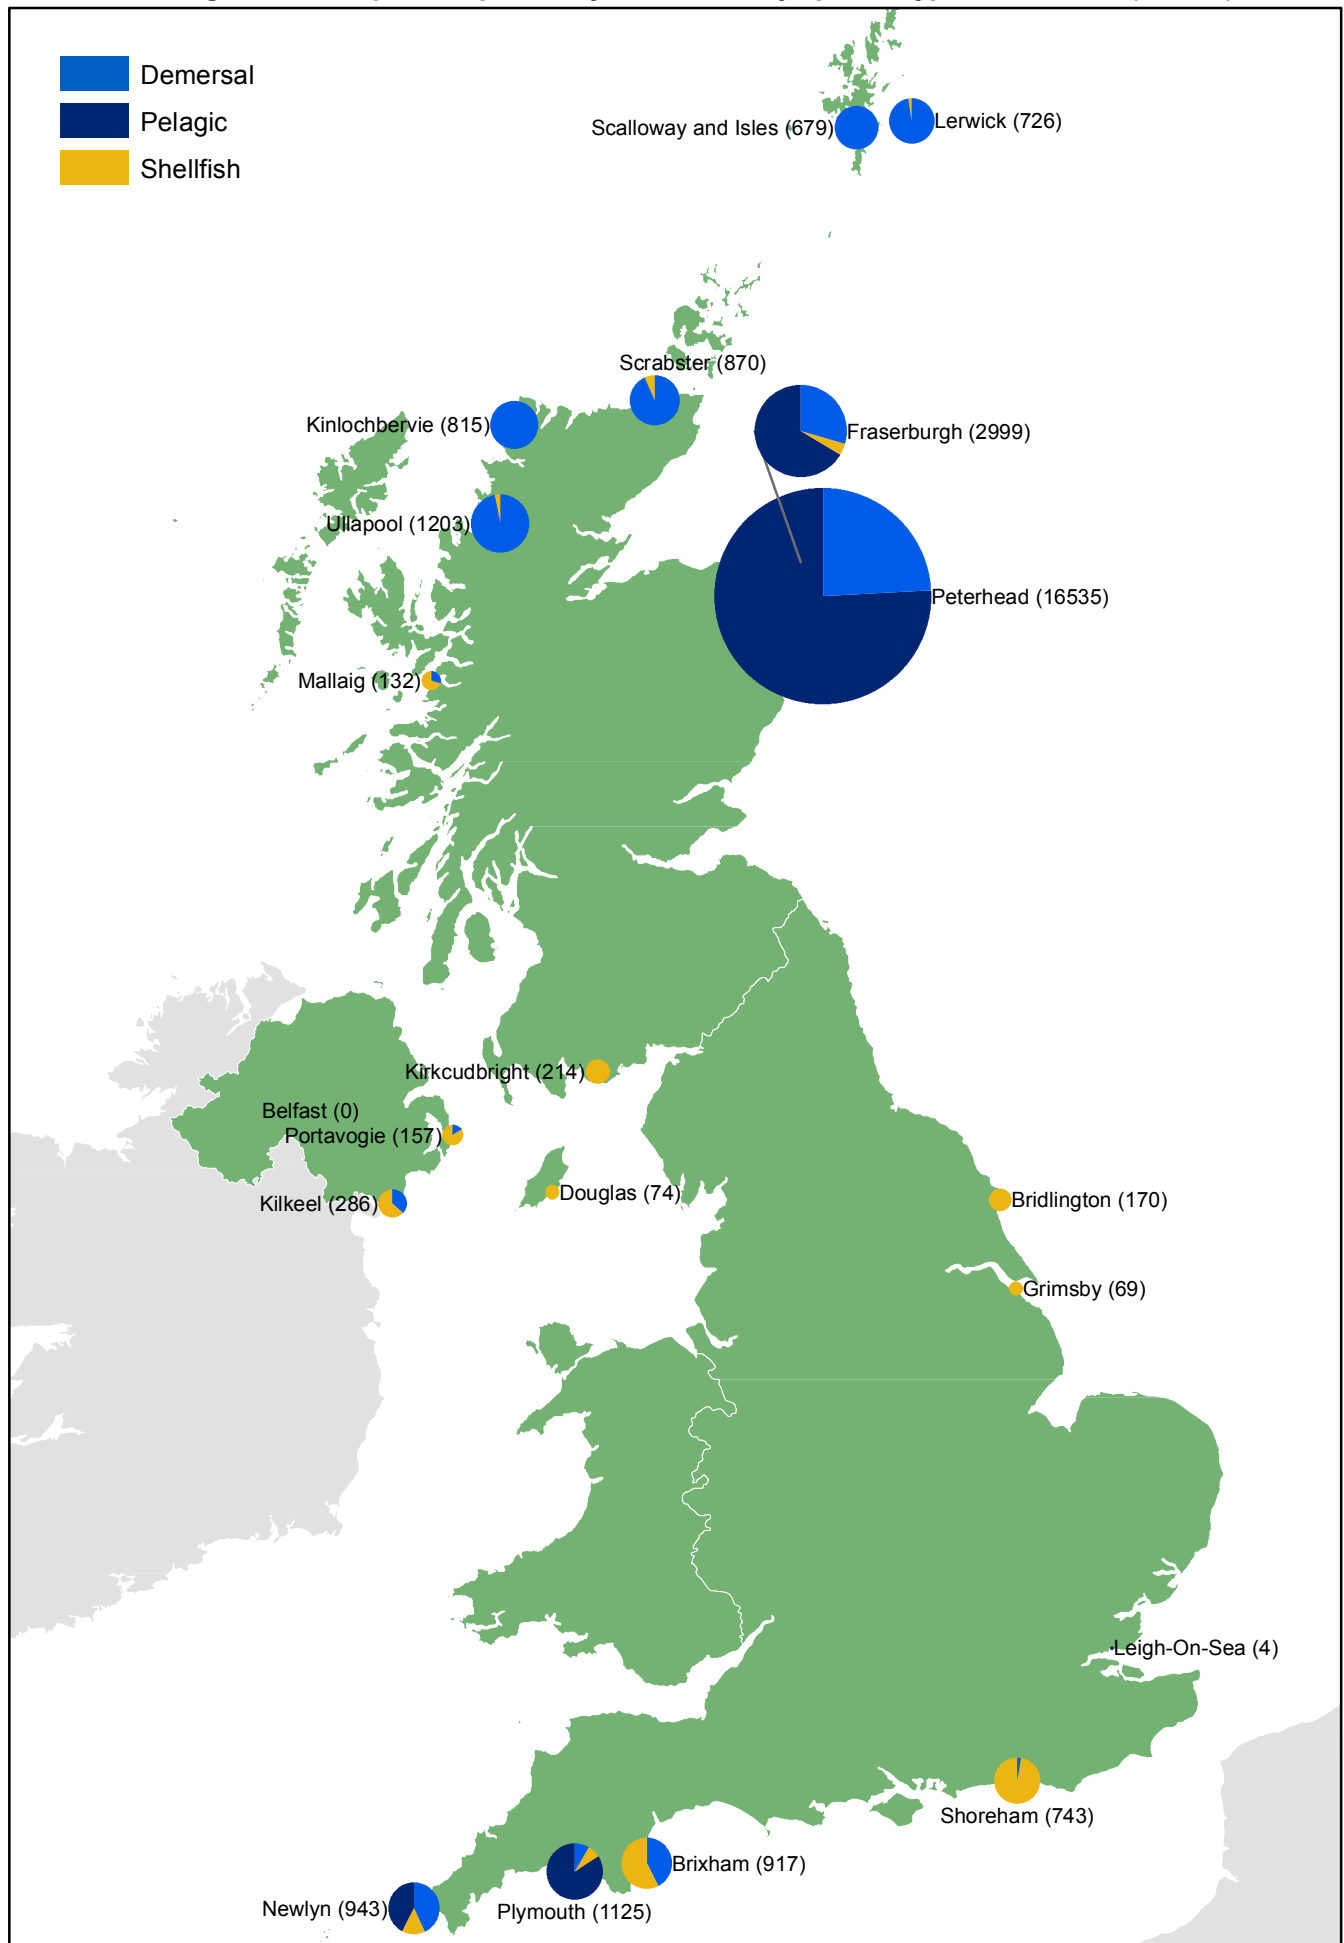 Demersal
Pelagic
Shellfish
Scalloway and Isles (679)
Lerwick (726)
Scrabster (870)
Kinlochbervie (815)
Fraserburgh (2999)
Ullapool (1203)
Peterhead (16535)
Mallaig (132)
Kirkcudbright (214)
Belfast (0)
Portavogie (157)
Kilkeel (286)
Douglas (74)
Bridlington (170)
Grimsby (69)
Leigh-On-Sea (4)
Shoreham (743)
Brixham (917)
Newlyn (943)
Plymouth (1125)